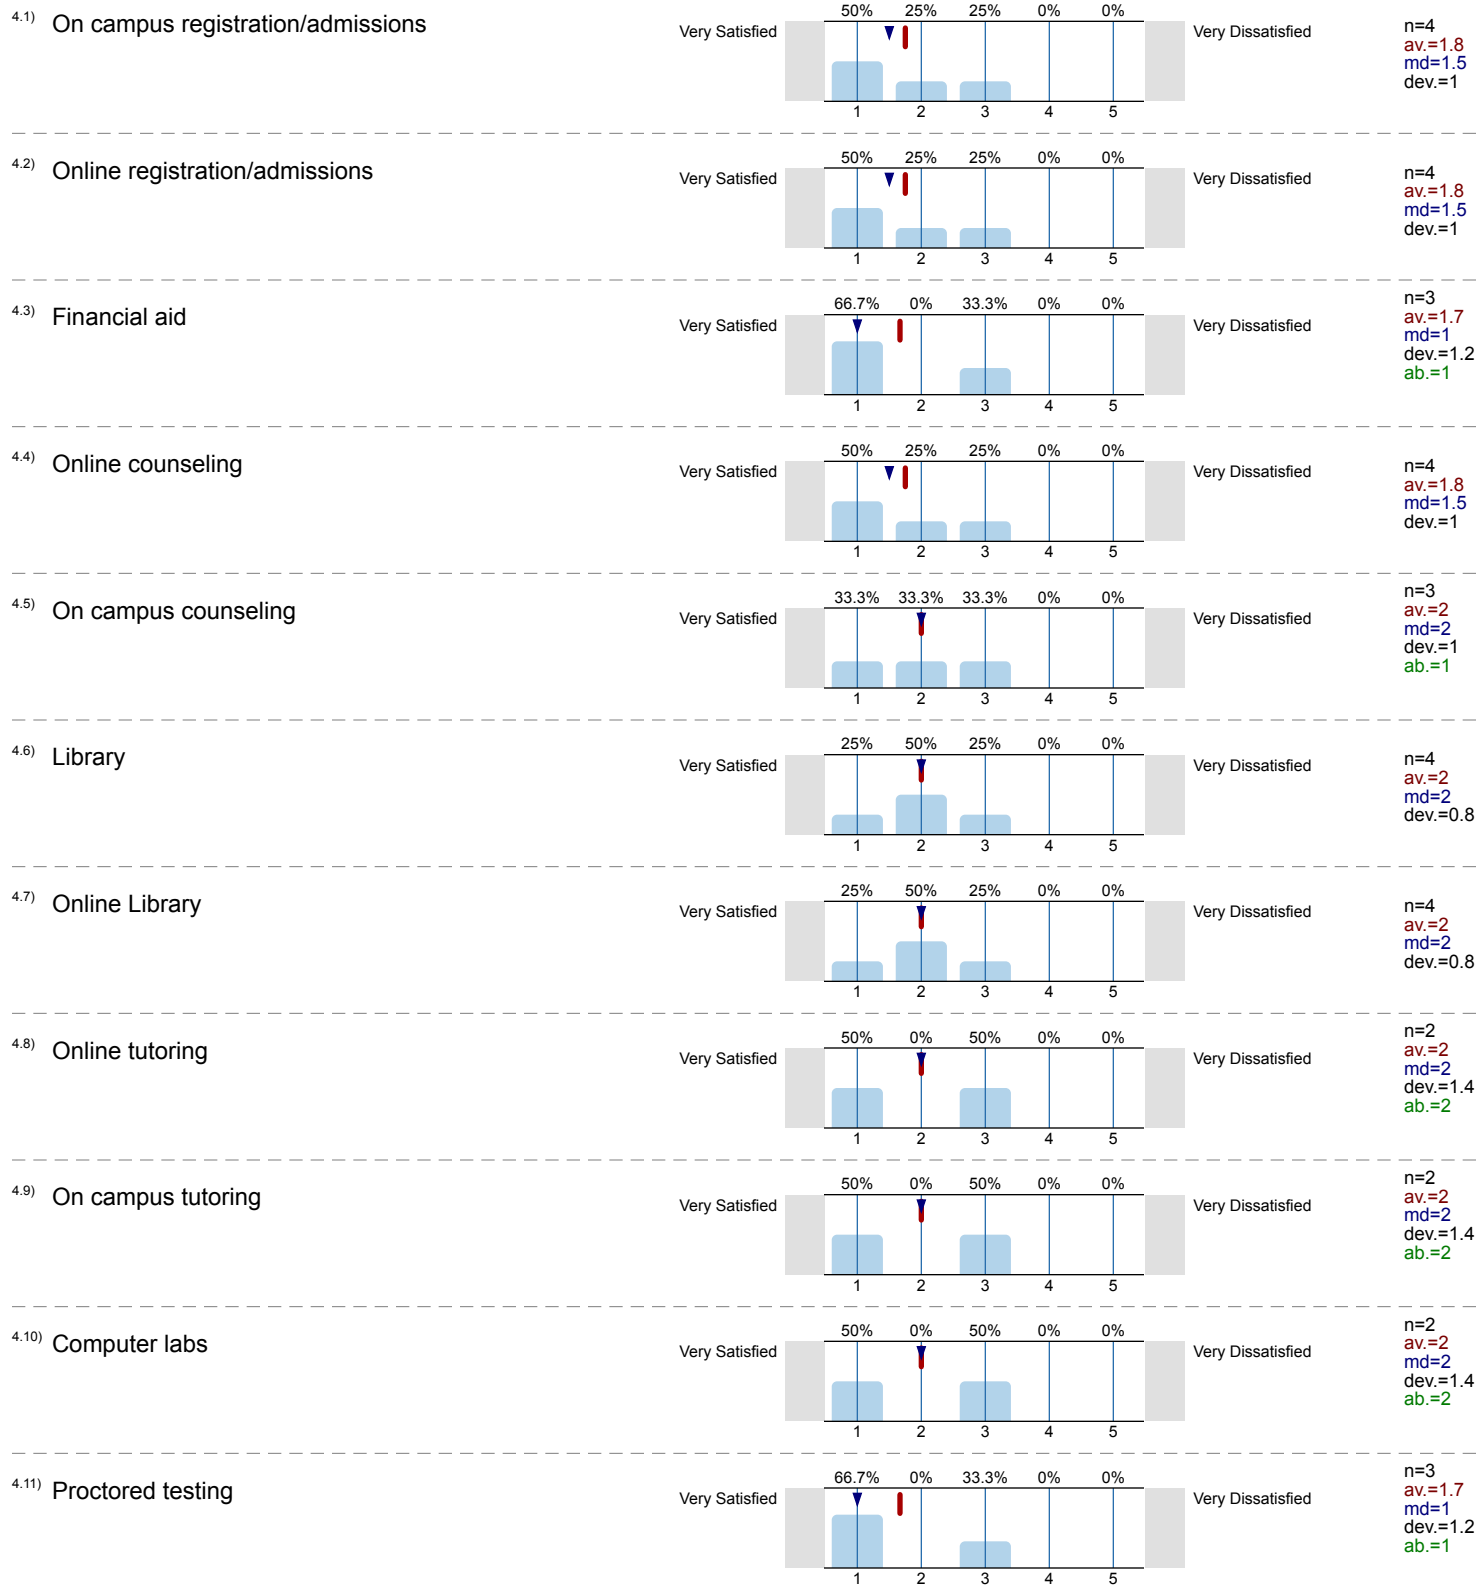 4.1) On campus registration/admissions
50% 25% 25% 0% 0%
Very Satisfied Very Dissatisfied
1 2 3 4 5
n=4
av.=1.8
md=1.5
dev.=1
4.2) Online registration/admissions
50% 25% 25% 0% 0%
Very Satisfied Very Dissatisfied
1 2 3 4 5
n=4
av.=1.8
md=1.5
dev.=1
4.3) Financial aid
66.7% 0% 33.3% 0% 0%
Very Satisfied Very Dissatisfied
1 2 3 4 5
n=3
av.=1.7
md=1
dev.=1.2
ab.=1
4.4) Online counseling
50% 25% 25% 0% 0%
Very Satisfied Very Dissatisfied
1 2 3 4 5
n=4
av.=1.8
md=1.5
dev.=1
4.5) On campus counseling
33.3% 33.3% 33.3% 0% 0%
Very Satisfied Very Dissatisfied
1 2 3 4 5
n=3
av.=2
md=2
dev.=1
ab.=1
4.6) Library
25% 50% 25% 0% 0%
Very Satisfied Very Dissatisfied
1 2 3 4 5
n=4
av.=2
md=2
dev.=0.8
4.7) Online Library
25% 50% 25% 0% 0%
Very Satisfied Very Dissatisfied
1 2 3 4 5
n=4
av.=2
md=2
dev.=0.8
4.8) Online tutoring
50% 0% 50% 0% 0%
Very Satisfied Very Dissatisfied
1 2 3 4 5
n=2
av.=2
md=2
dev.=1.4
ab.=2
4.9) On campus tutoring
50% 0% 50% 0% 0%
Very Satisfied Very Dissatisfied
1 2 3 4 5
n=2
av.=2
md=2
dev.=1.4
ab.=2
4.10) Computer labs
50% 0% 50% 0% 0%
Very Satisfied Very Dissatisfied
1 2 3 4 5
n=2
av.=2
md=2
dev.=1.4
ab.=2
4.11) Proctored testing
66.7% 0% 33.3% 0% 0%
Very Satisfied Very Dissatisfied
1 2 3 4 5
n=3
av.=1.7
md=1
dev.=1.2
ab.=1